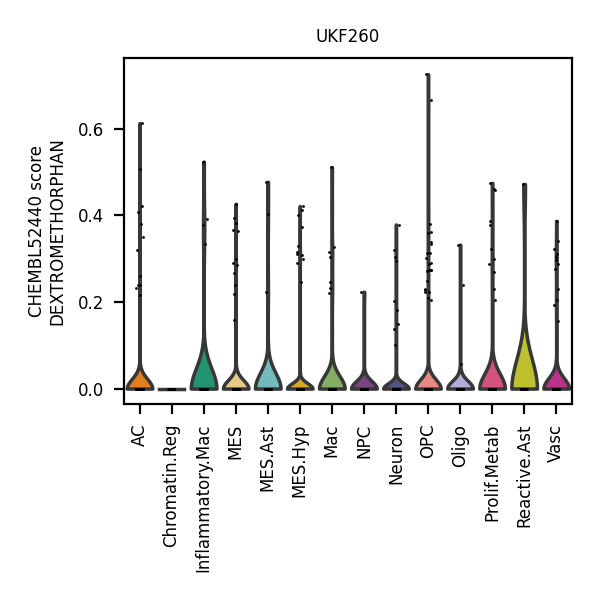 UKF260
CHEMBL52440 score
DEXTROMETHORPHAN
0.6
0.4
0.2
0.0
AC
Chromatin.Reg
Inflammatory.Mac
MES
MES.Ast
MES.Hyp
Mac
NPC
Neuron
OPC
Oligo
Prolif.Metab
Reactive.Ast
Vasc